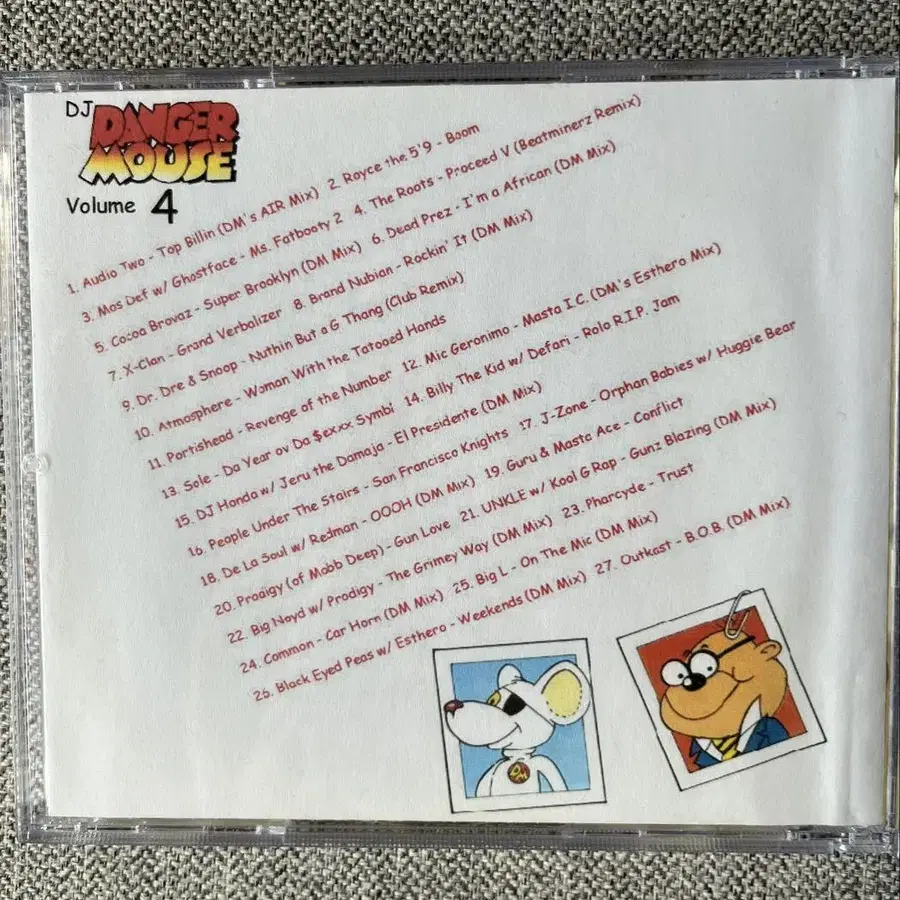 DJ
DANGER
MOUSE
Volume 4
1. Audio Two - Top Billin (DM's AIR Mix) 2. Royce the 5'9 - Boom
3. Mos Def w/ Ghostface - Ms. Fatbooty 2 4. The Roots - Proceed V (Beatminerz Remix)
5. Cocoa Brovaz - Super Brooklyn (DM Mix) 6. Dead Prez - I'm a African (DM Mix)
7. X-Clan - Grand Verbalizer 8. Brand Nubian - Rockin' It (DM Mix)
9. Dr. Dre & Snoop - Nuthin But a G Thang (Club Remix)
10. Atmosphere - Woman With the Tatooed Hands
11. Portishead - Revenge of the Number 12. Mic Geronimo - Masta I.C. (DM's Esthero Mix)
13. Sole - Da Year ov Da $exxx Symbl 14. Billy The Kid w/ Defari - Rolo R.I.P. Jam
15. DJ Honda w/ Jeru the Damaja - El Presidente (DM Mix)
16. People Under The Stairs - San Francisco Knights 17. J-Zone - Orphan Babies w/ Huggie Bear
18. De La Soul w/ Redman - OOOH (DM Mix) 19. Guru & Masta Ace - Conflict
20. Prodigy (of Mobb Deep) - Gun Love 21. UNKLE w/ Kool G Rap - Gunz Blazing (DM Mix)
22. Big Noyd w/ Prodigy - The Grimey Way (DM Mix) 23. Pharcyde - Trust
24. Common - Car Horn (DM Mix) 25. Big L - On The Mic (DM Mix)
26. Black Eyed Peas w/ Esthero - Weekends (DM Mix) 27. Outkast - B.O.B. (DM Mix)
DM